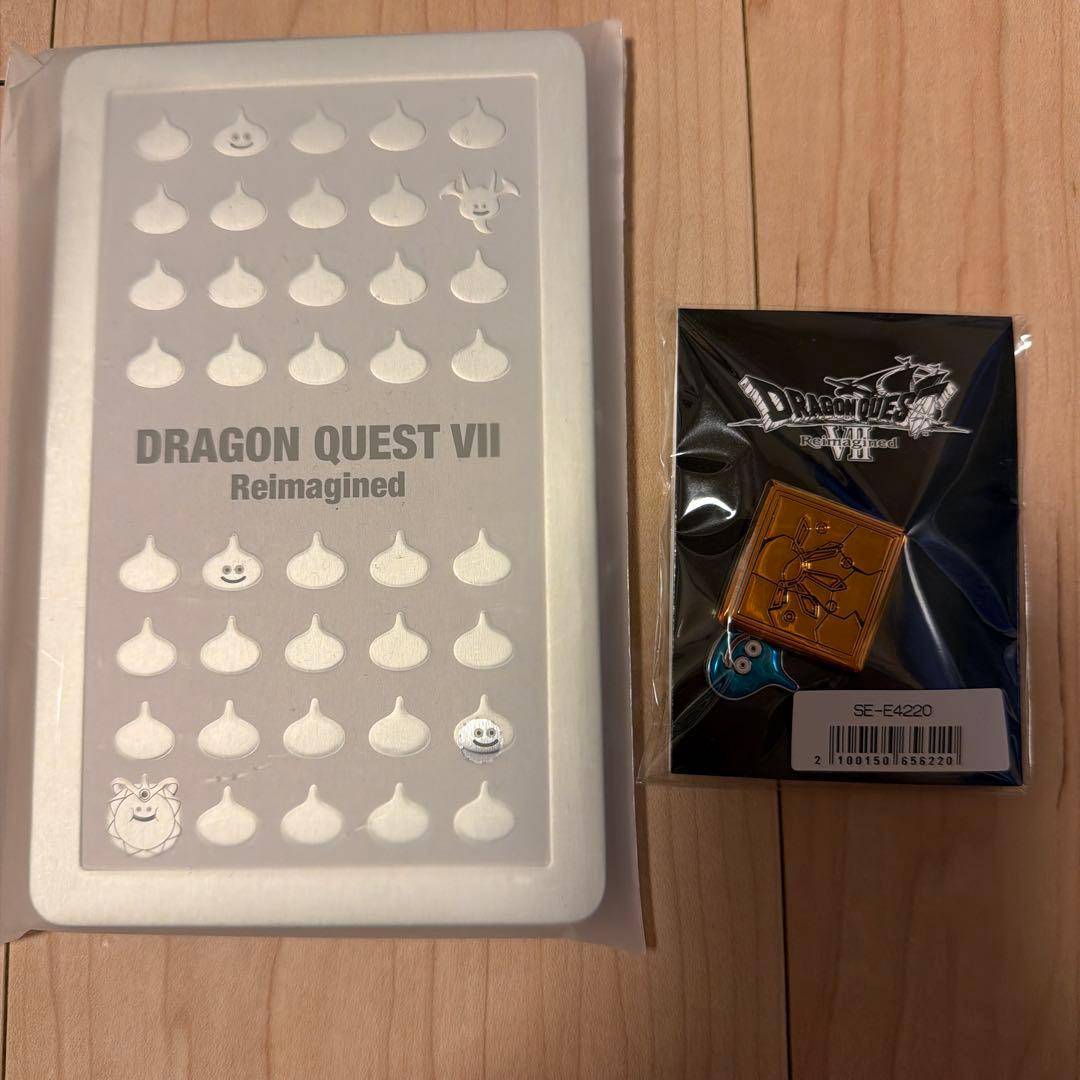 DRAGON QUEST VII
Reimagined
DRAGON QUEST
VII
Reimagined
SE-E4220
2 100150 656220